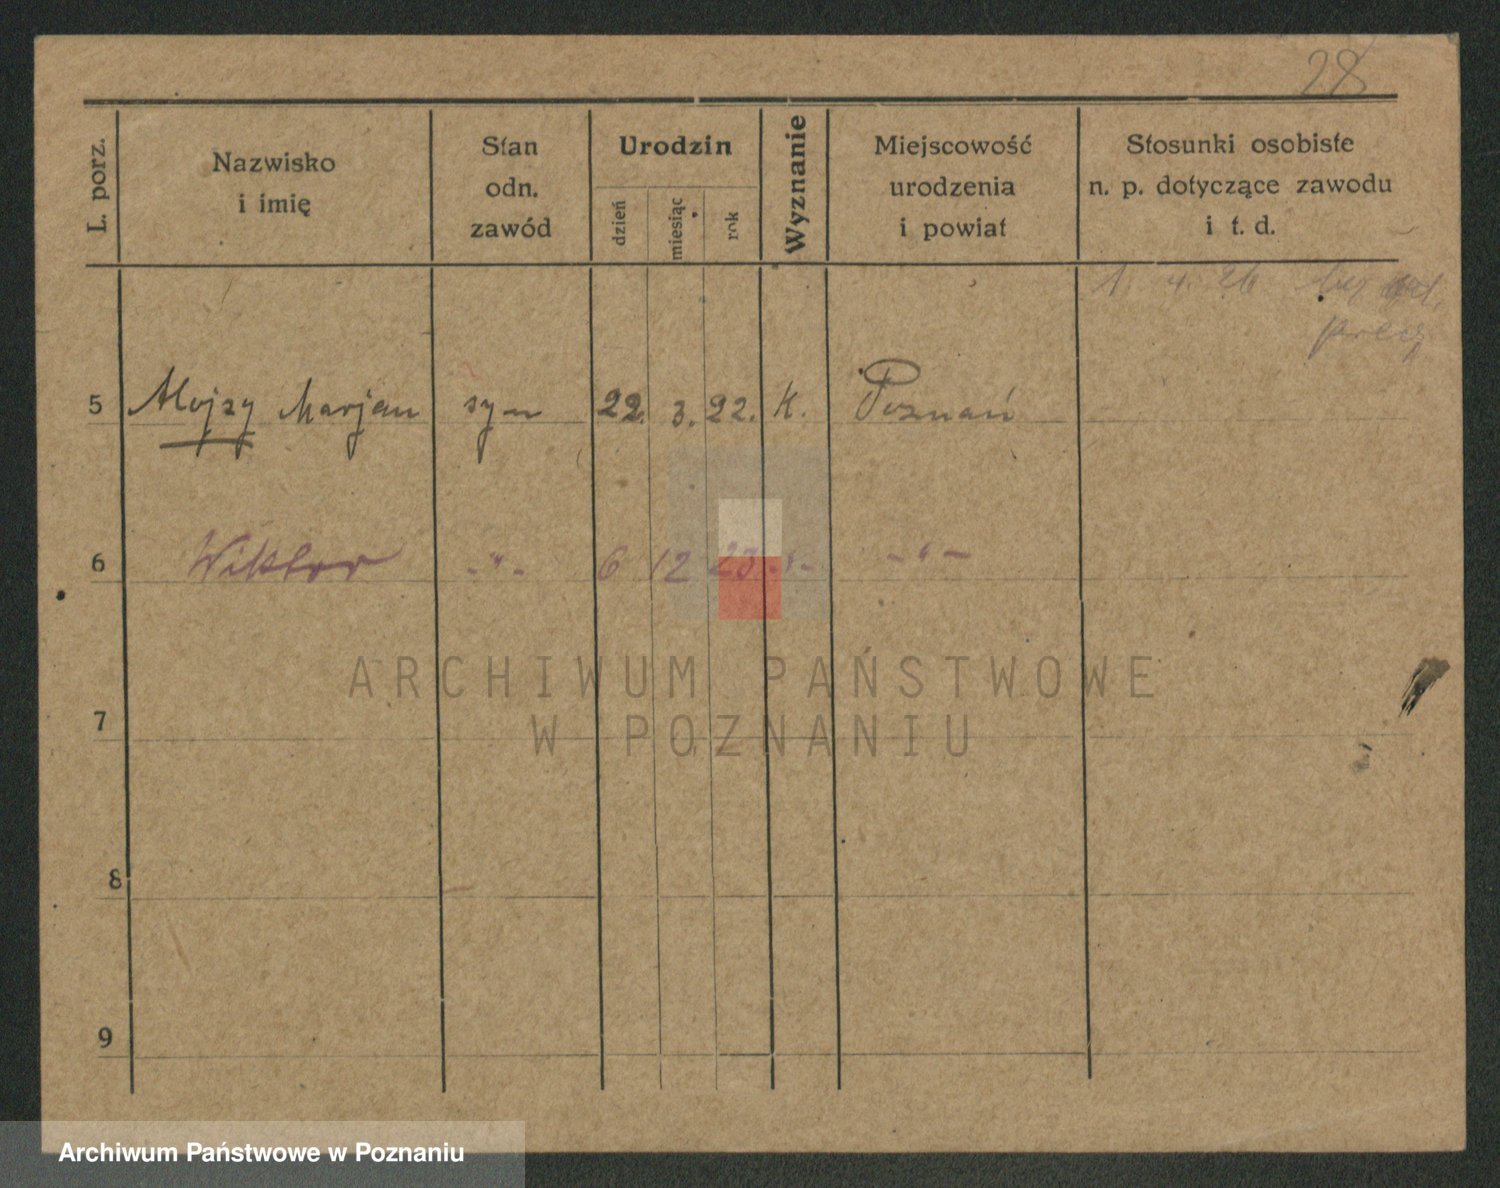 28
L. porz.
Nazwisko
i imię
Stan
odn.
zawód
Urodzin
dzień
miesiąc
rok
Wyznanie
Miejscowość
urodzenia
i powiat
Stosunki osobiste
n. p. dotyczące zawodu
i t. d.
1. 4. 26
5 Alojzy Marjan syn 22. 3. 22. K. Poznań
6 Wiktor -"- 6 12 23 -"- -"-
ARCHIWUM PAŃSTWOWE
W POZNANIU
7
8
9
Archiwum Państwowe w Poznaniu